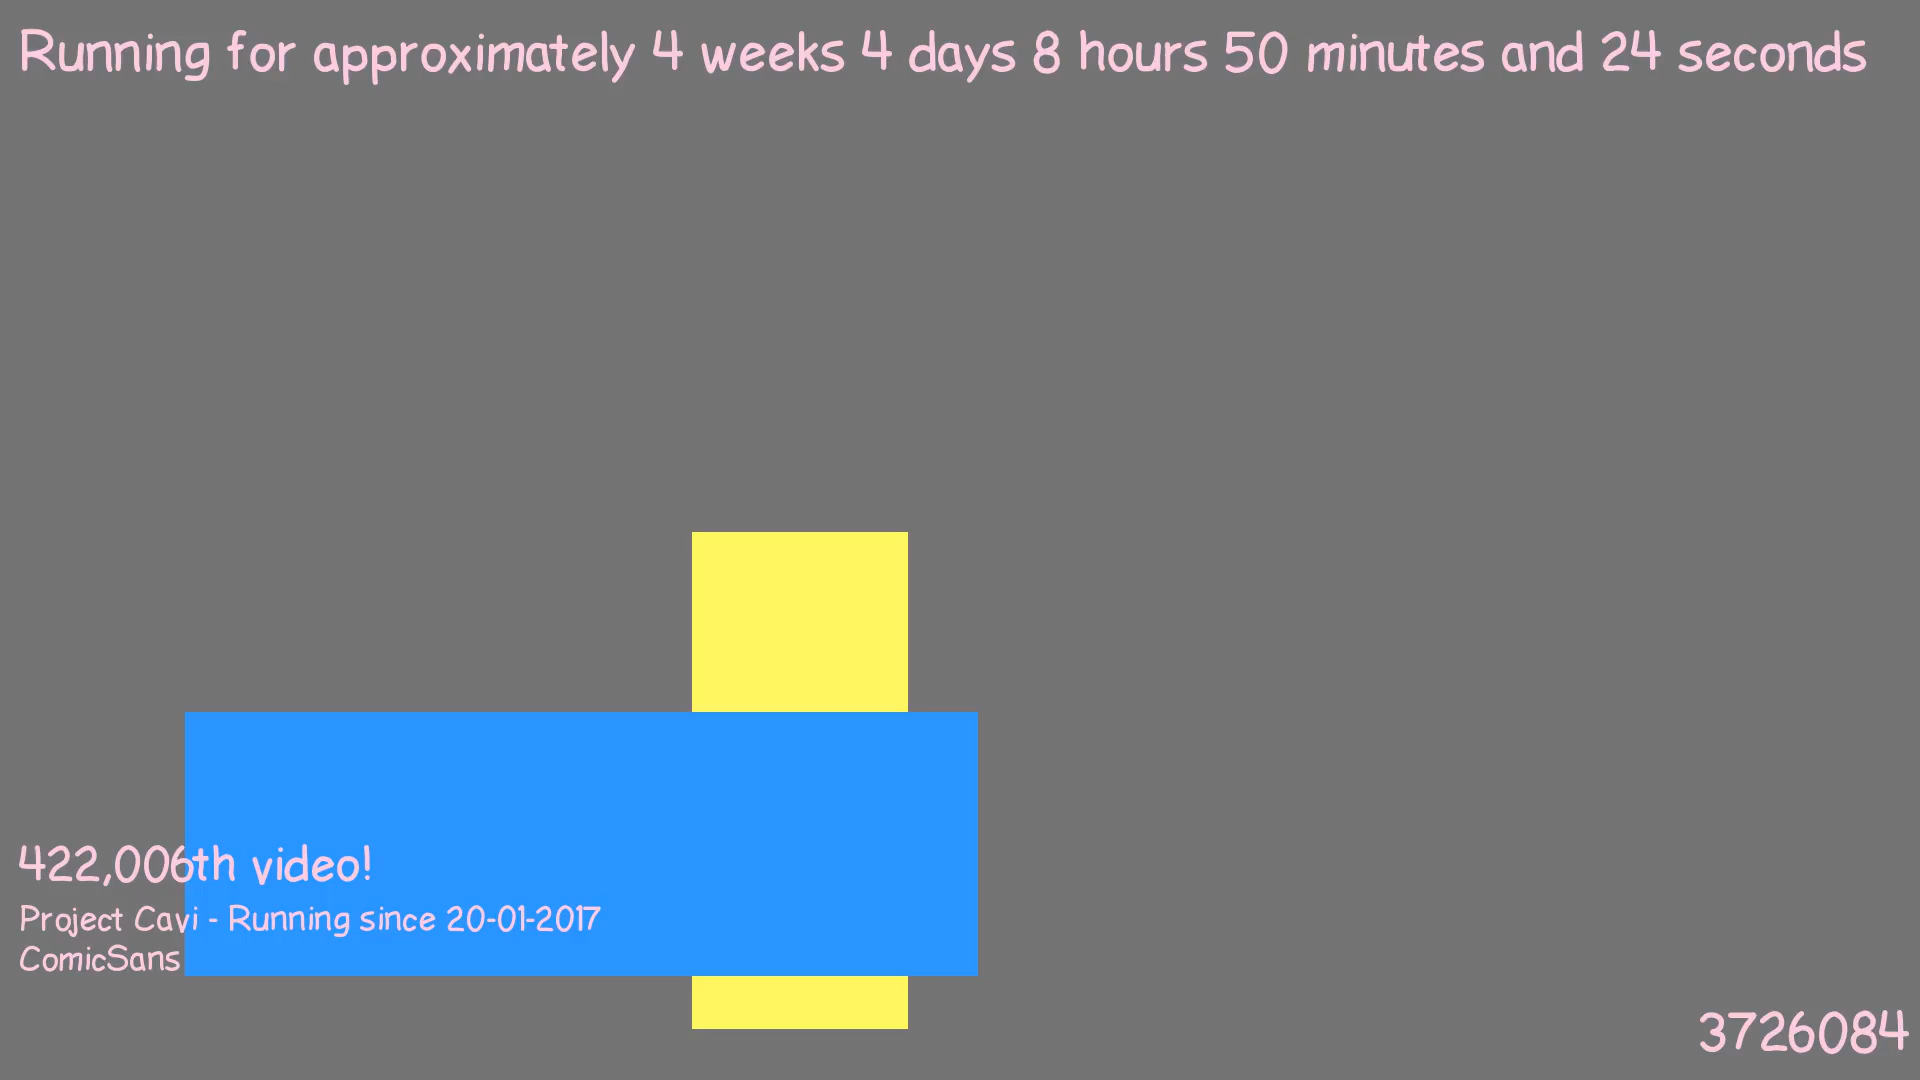 Running for approximately 4 weeks 4 days 8 hours 50 minutes and 24 seconds
422,006th video!
Project Cavi - Running since 20-01-2017
ComicSans
3726084